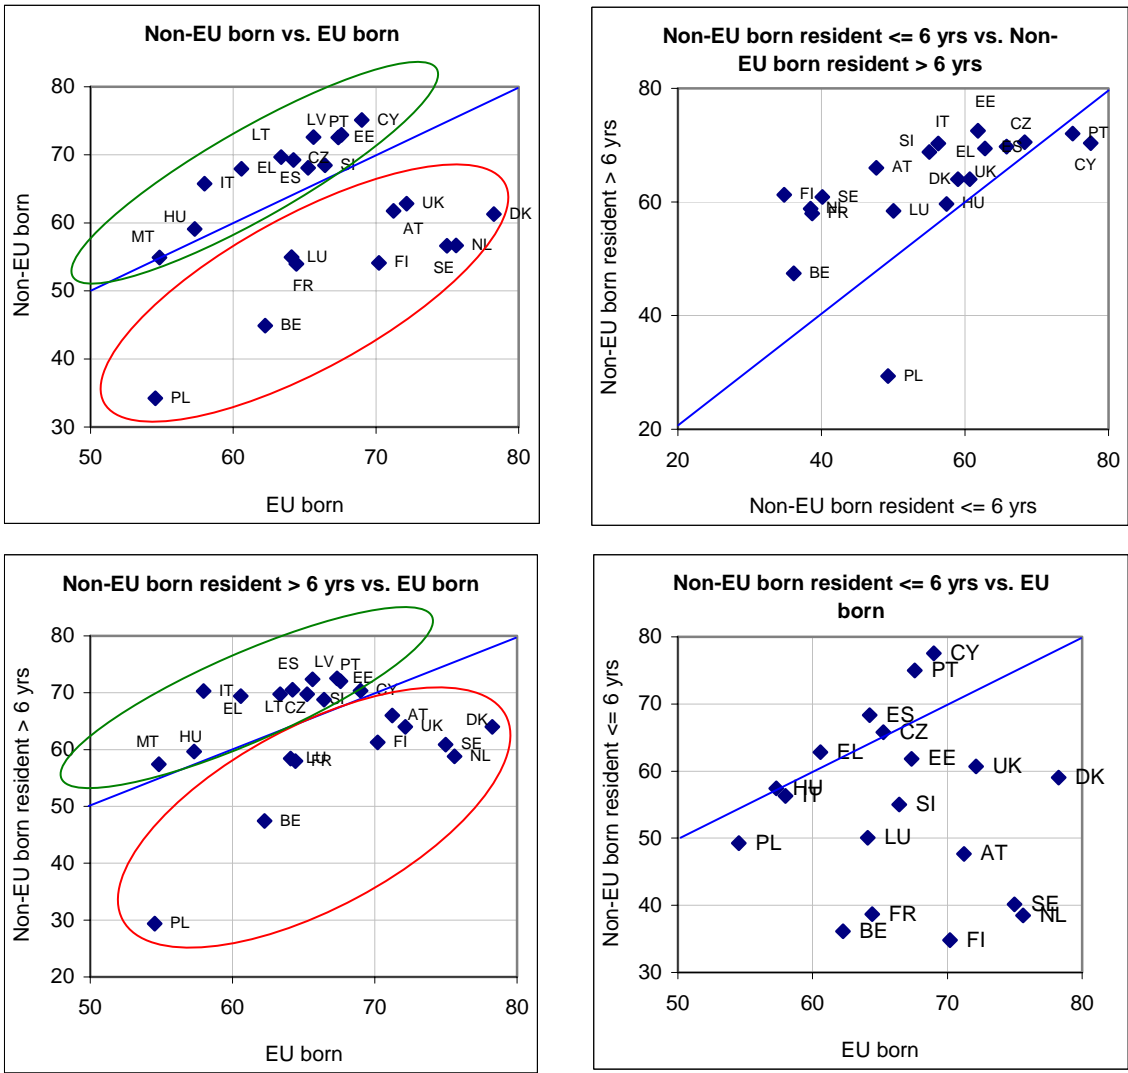 Non-EU born vs. EU born
80
70
60
50
40
30
50
60
70
80
Non-EU born
EU born
LV
PT
CY
LT
EE
CZ
SI
EL
ES
IT
HU
MT
UK
DK
AT
LU
FI
SE
NL
FR
BE
PL
Non-EU born resident <= 6 yrs vs. Non-
EU born resident > 6 yrs
80
60
40
20
20
40
60
80
Non-EU born resident > 6 yrs
Non-EU born resident <= 6 yrs
EE
IT
CZ
SI
EL
ES
PT
CY
AT
DK
UK
FI
SE
NL
FR
LU
HU
BE
PL
Non-EU born resident > 6 yrs vs. EU born
80
70
60
50
40
30
20
50
60
70
80
Non-EU born resident > 6 yrs
EU born
ES
LV
PT
EE
IT
EL
LT
CZ
SI
CY
MT
HU
AT
UK
DK
LU
FR
FI
SE
NL
BE
PL
Non-EU born resident <= 6 yrs vs. EU
born
80
70
60
50
40
30
50
60
70
80
Non-EU born resident <= 6 yrs
EU born
CY
PT
ES
CZ
EL
EE
UK
DK
HU
IT
SI
PL
LU
AT
FR
SE
NL
BE
FI